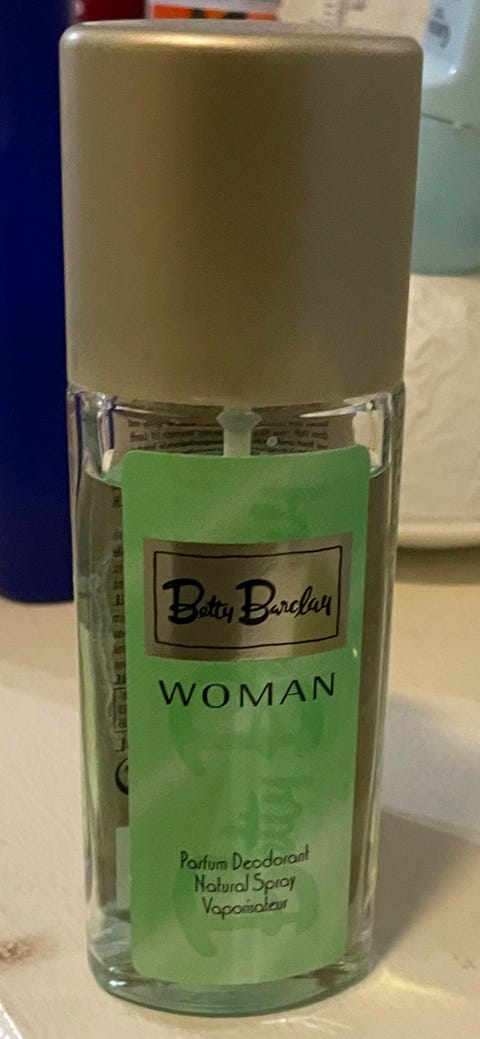 Betty Barclay
WOMAN
Parfum Deodorant
Natural Spray
Vaporisateur